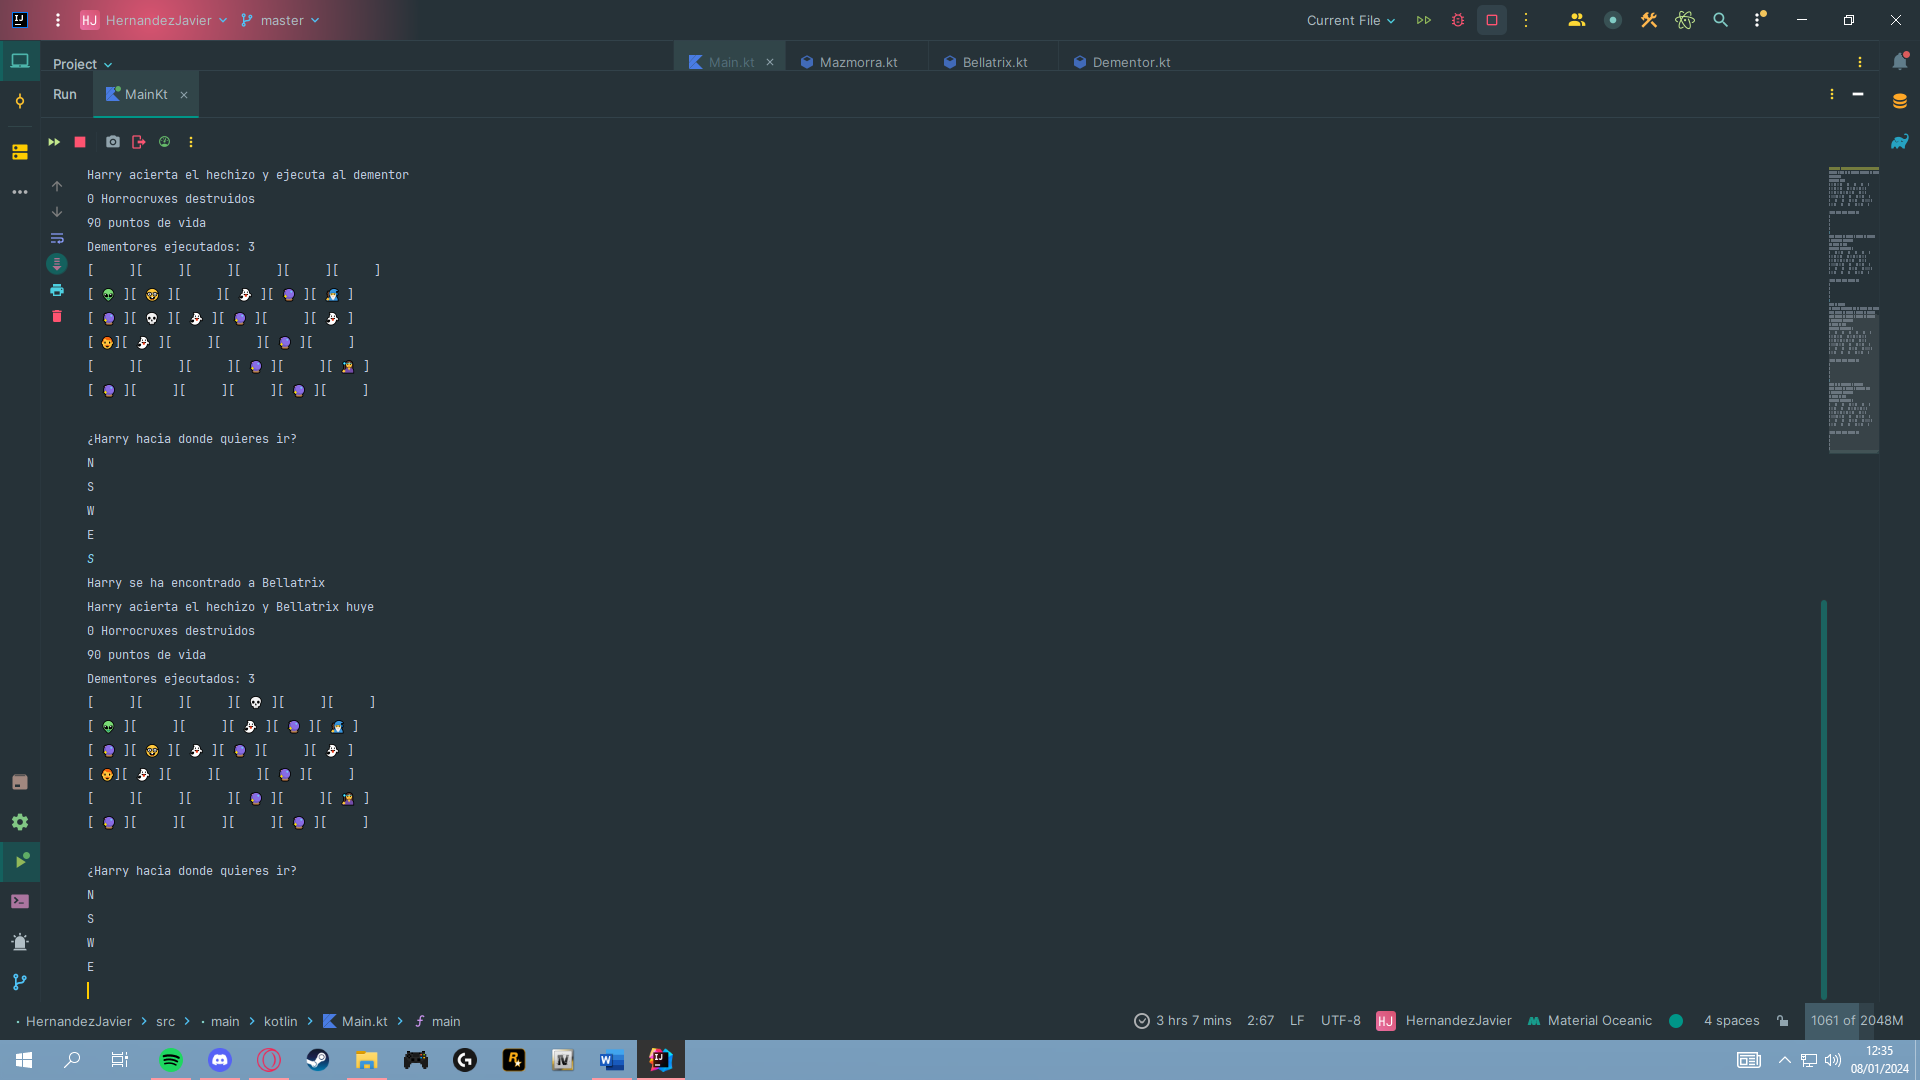 HJ HernandezJavier master Current File
Project Main.kt Mazmorra.kt Bellatrix.kt Dementor.kt
Run MainKt
Harry acierta el hechizo y ejecuta al dementor
0 Horrocruxes destruidos
90 puntos de vida
Dementores ejecutados: 3
[     ][     ][     ][     ][     ][     ]
[ 👽 ][ 🤓 ][     ][ 👻 ][ 🔮 ][ 🧙‍♂️ ]
[ 🔮 ][ 💀 ][ 👻 ][ 🔮 ][     ][ 👻 ]
[ 👨‍🦰][ 👻 ][     ][     ][ 🔮 ][     ]
[     ][     ][     ][ 🔮 ][     ][ 👩‍🎤 ]
[ 🔮 ][     ][     ][     ][ 🔮 ][     ]
¿Harry hacia donde quieres ir?
N
S
W
E
S
Harry se ha encontrado a Bellatrix
Harry acierta el hechizo y Bellatrix huye
0 Horrocruxes destruidos
90 puntos de vida
Dementores ejecutados: 3
[     ][     ][     ][ 💀 ][     ][     ]
[ 👽 ][     ][     ][ 👻 ][ 🔮 ][ 🧙‍♂️ ]
[ 🔮 ][ 🤓 ][ 👻 ][ 🔮 ][     ][ 👻 ]
[ 👨‍🦰][ 👻 ][     ][     ][ 🔮 ][     ]
[     ][     ][     ][ 🔮 ][     ][ 👩‍🎤 ]
[ 🔮 ][     ][     ][     ][ 🔮 ][     ]
¿Harry hacia donde quieres ir?
N
S
W
E
HernandezJavier > src > main > kotlin > Main.kt > main 3 hrs 7 mins 2:67 LF UTF-8 HJ HernandezJavier Material Oceanic 4 spaces 1061 of 2048M
12:35
08/01/2024